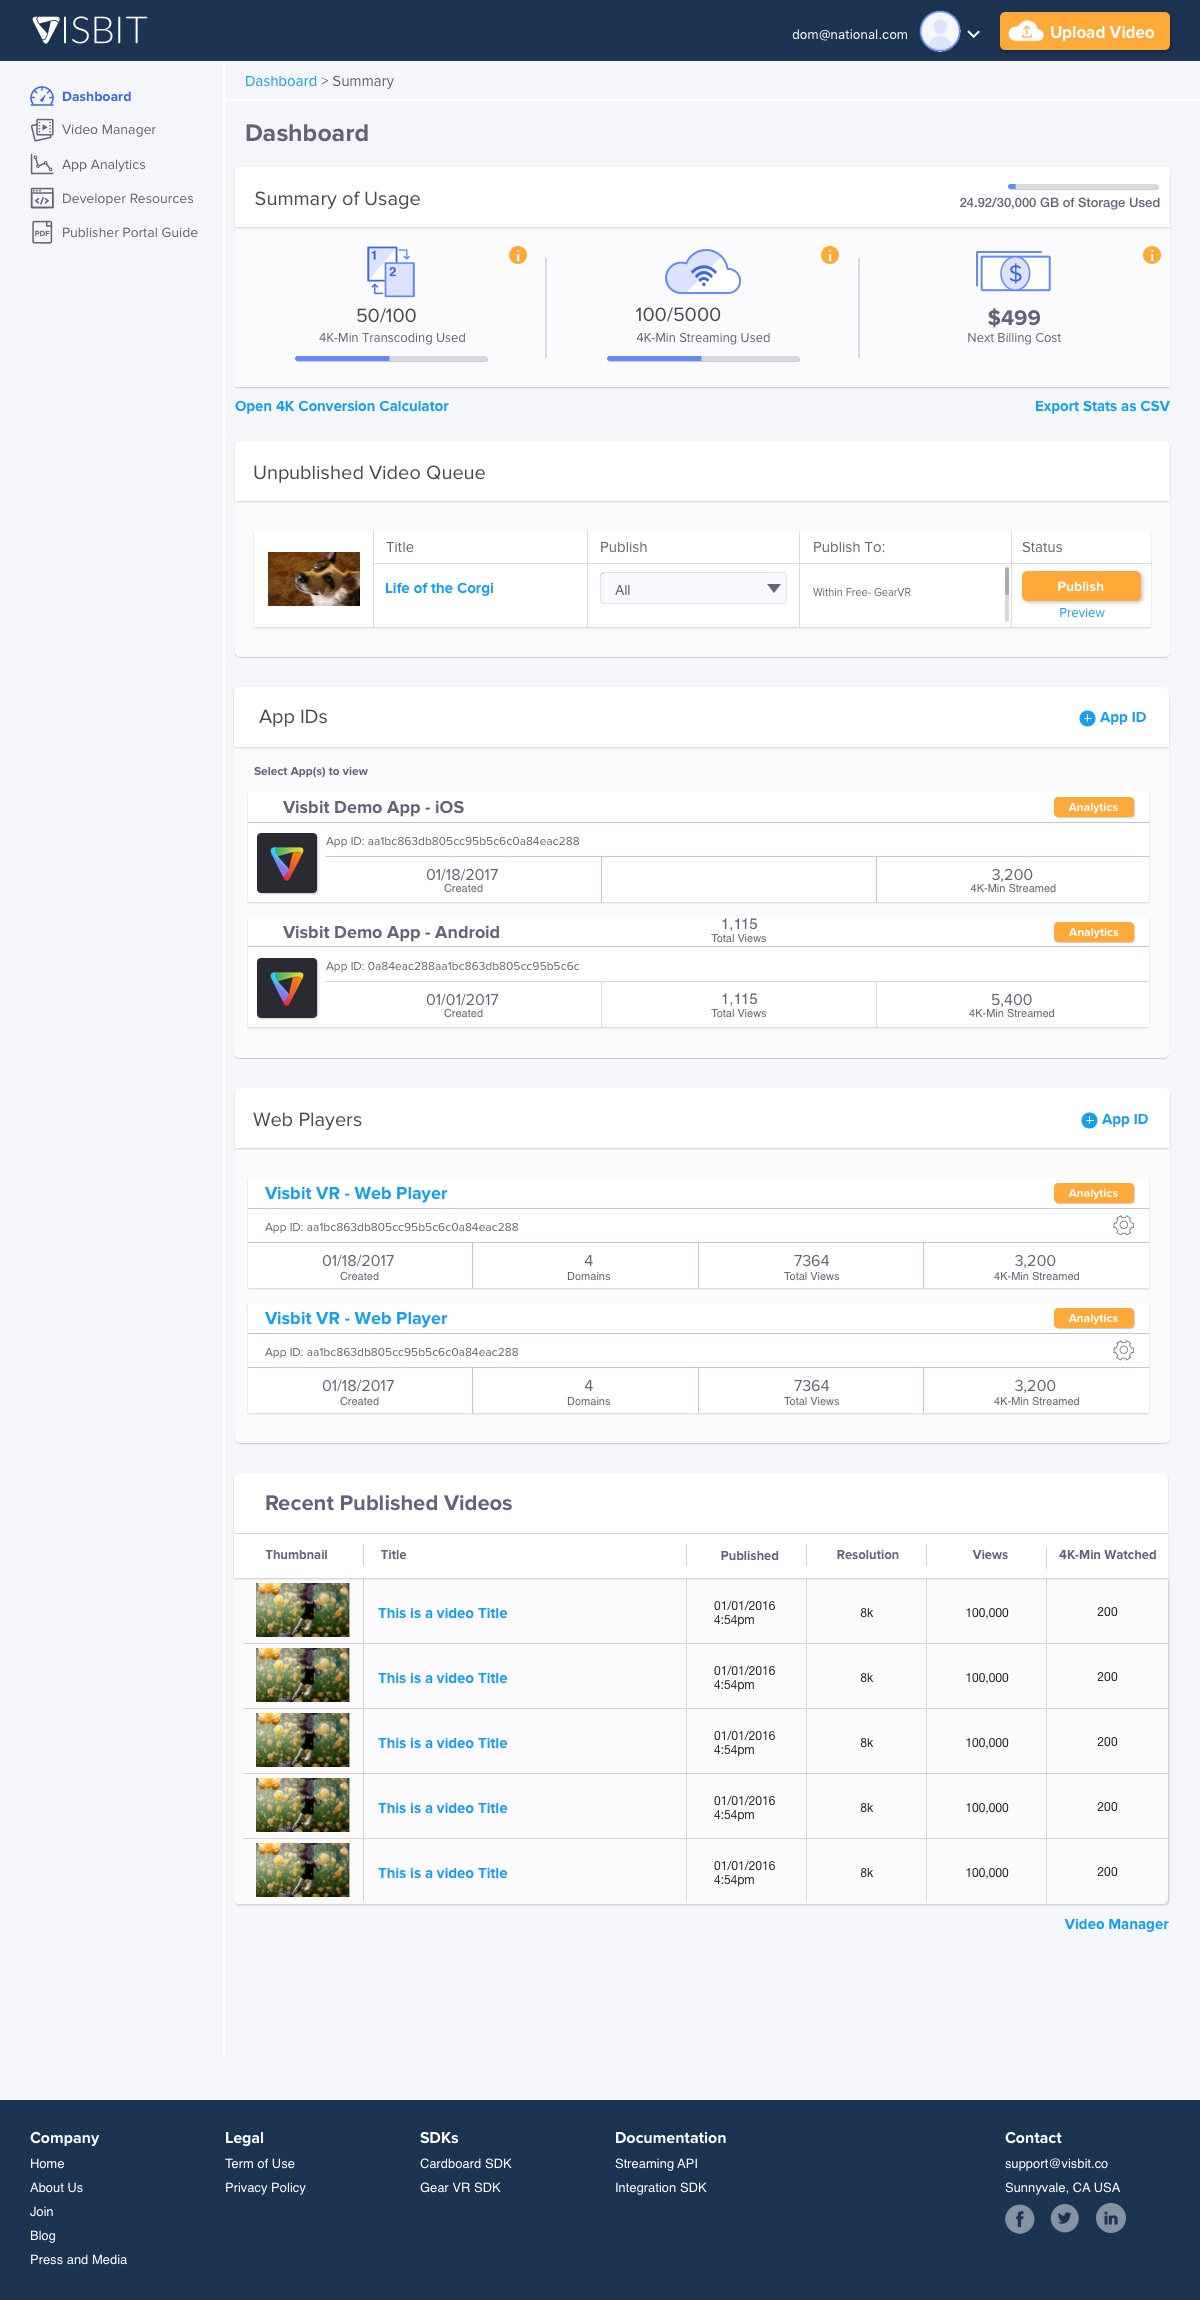 VISBIT
dom@national.com
Upload Video
Dashboard
Video Manager
App Analytics
Developer Resources
PDF
Publisher Portal Guide
Dashboard > Summary
Dashboard
Summary of Usage
24.92/30,000 GB of Storage Used
1
2
50/100
4K-Min Transcoding Used
100/5000
4K-Min Streaming Used
$
$499
Next Billing Cost
Open 4K Conversion Calculator
Export Stats as CSV
Unpublished Video Queue
Title
Publish
Publish To:
Status
Life of the Corgi
All
Within Free- GearVR
Publish
Preview
App IDs
App ID
Select App(s) to view
Visbit Demo App - iOS
Analytics
App ID: aa1bc863db805cc95b5c6c0a84eac288
01/18/2017
Created
3,200
4K-Min Streamed
Visbit Demo App - Android
1,115
Total Views
Analytics
App ID: 0a84eac288aa1bc863db805cc95b5c6c
01/01/2017
Created
1,115
Total Views
5,400
4K-Min Streamed
Web Players
App ID
Visbit VR - Web Player
Analytics
App ID: aa1bc863db805cc95b5c6c0a84eac288
01/18/2017
Created
4
Domains
7364
Total Views
3,200
4K-Min Streamed
Visbit VR - Web Player
Analytics
App ID: aa1bc863db805cc95b5c6c0a84eac288
01/18/2017
Created
4
Domains
7364
Total Views
3,200
4K-Min Streamed
Recent Published Videos
Thumbnail
Title
Published
Resolution
Views
4K-Min Watched
This is a video Title
01/01/2016
4:54pm
8k
100,000
200
This is a video Title
01/01/2016
4:54pm
8k
100,000
200
This is a video Title
01/01/2016
4:54pm
8k
100,000
200
This is a video Title
01/01/2016
4:54pm
8k
100,000
200
This is a video Title
01/01/2016
4:54pm
8k
100,000
200
Video Manager
Company
Home
About Us
Join
Blog
Press and Media
Legal
Term of Use
Privacy Policy
SDKs
Cardboard SDK
Gear VR SDK
Documentation
Streaming API
Integration SDK
Contact
support@visbit.co
Sunnyvale, CA USA